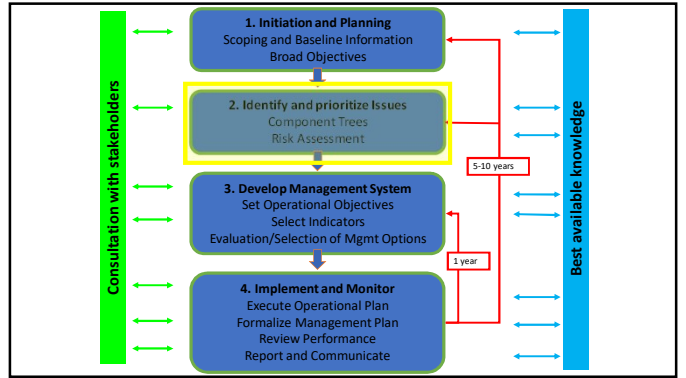 Consultation with stakeholders
1. Initiation and Planning
Scoping and Baseline Information
Broad Objectives
2. Identify and prioritize Issues
Component Trees
Risk Assessment
3. Develop Management System
Set Operational Objectives
Select Indicators
Evaluation/Selection of Mgmt Options
4. Implement and Monitor
Execute Operational Plan
Formalize Management Plan
Review Performance
Report and Communicate
5-10 years
1 year
Best available knowledge